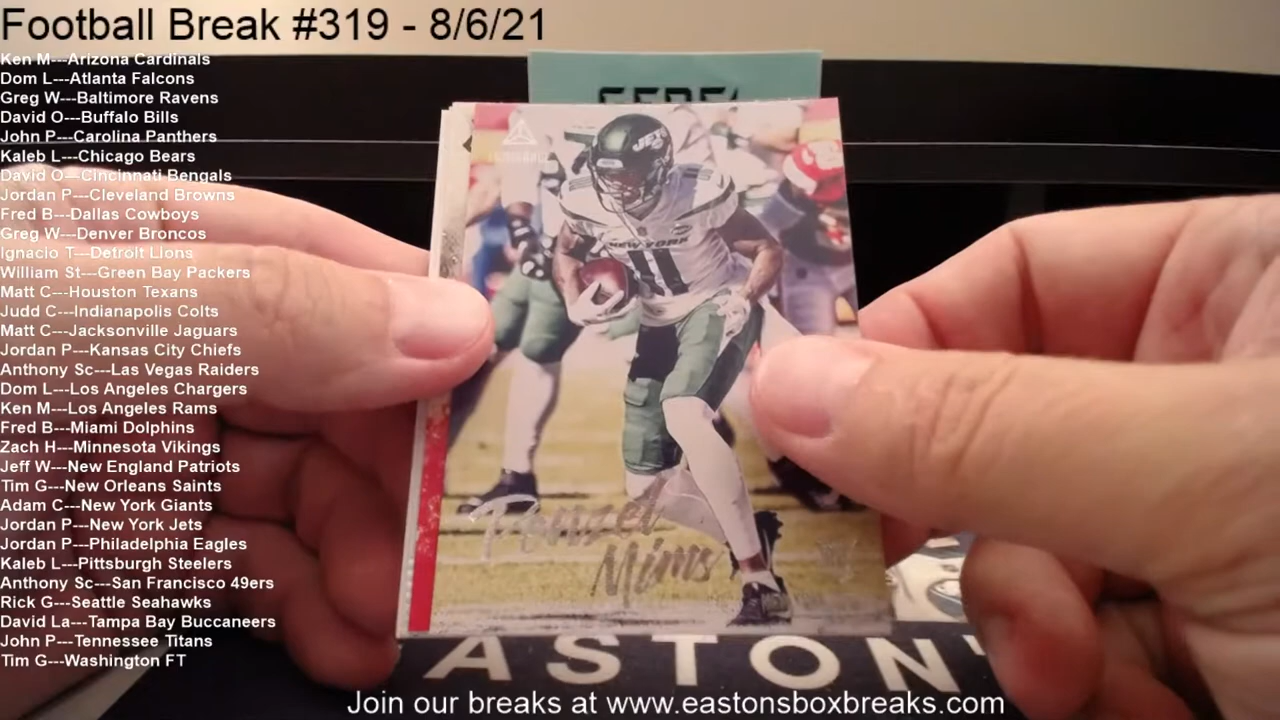 Football Break #319 - 8/6/21
Ken M---Arizona Cardinals
Dom L---Atlanta Falcons
Greg W---Baltimore Ravens
David O---Buffalo Bills
John P---Carolina Panthers
Kaleb L---Chicago Bears
David O---Cincinnati Bengals
Jordan P---Cleveland Browns
Fred B---Dallas Cowboys
Greg W---Denver Broncos
Ignacio T---Detroit Lions
William St---Green Bay Packers
Matt C---Houston Texans
Judd C---Indianapolis Colts
Matt C---Jacksonville Jaguars
Jordan P---Kansas City Chiefs
Anthony Sc---Las Vegas Raiders
Dom L---Los Angeles Chargers
Ken M---Los Angeles Rams
Fred B---Miami Dolphins
Zach H---Minnesota Vikings
Jeff W---New England Patriots
Tim G---New Orleans Saints
Adam C---New York Giants
Jordan P---New York Jets
Jordan P---Philadelphia Eagles
Kaleb L---Pittsburgh Steelers
Anthony Sc---San Francisco 49ers
Rick G---Seattle Seahawks
David La---Tampa Bay Buccaneers
John P---Tennessee Titans
Tim G---Washington FT
JETS
NEW YORK
11
Denzel
Mims
EASTON'
Join our breaks at www.eastonsboxbreaks.com